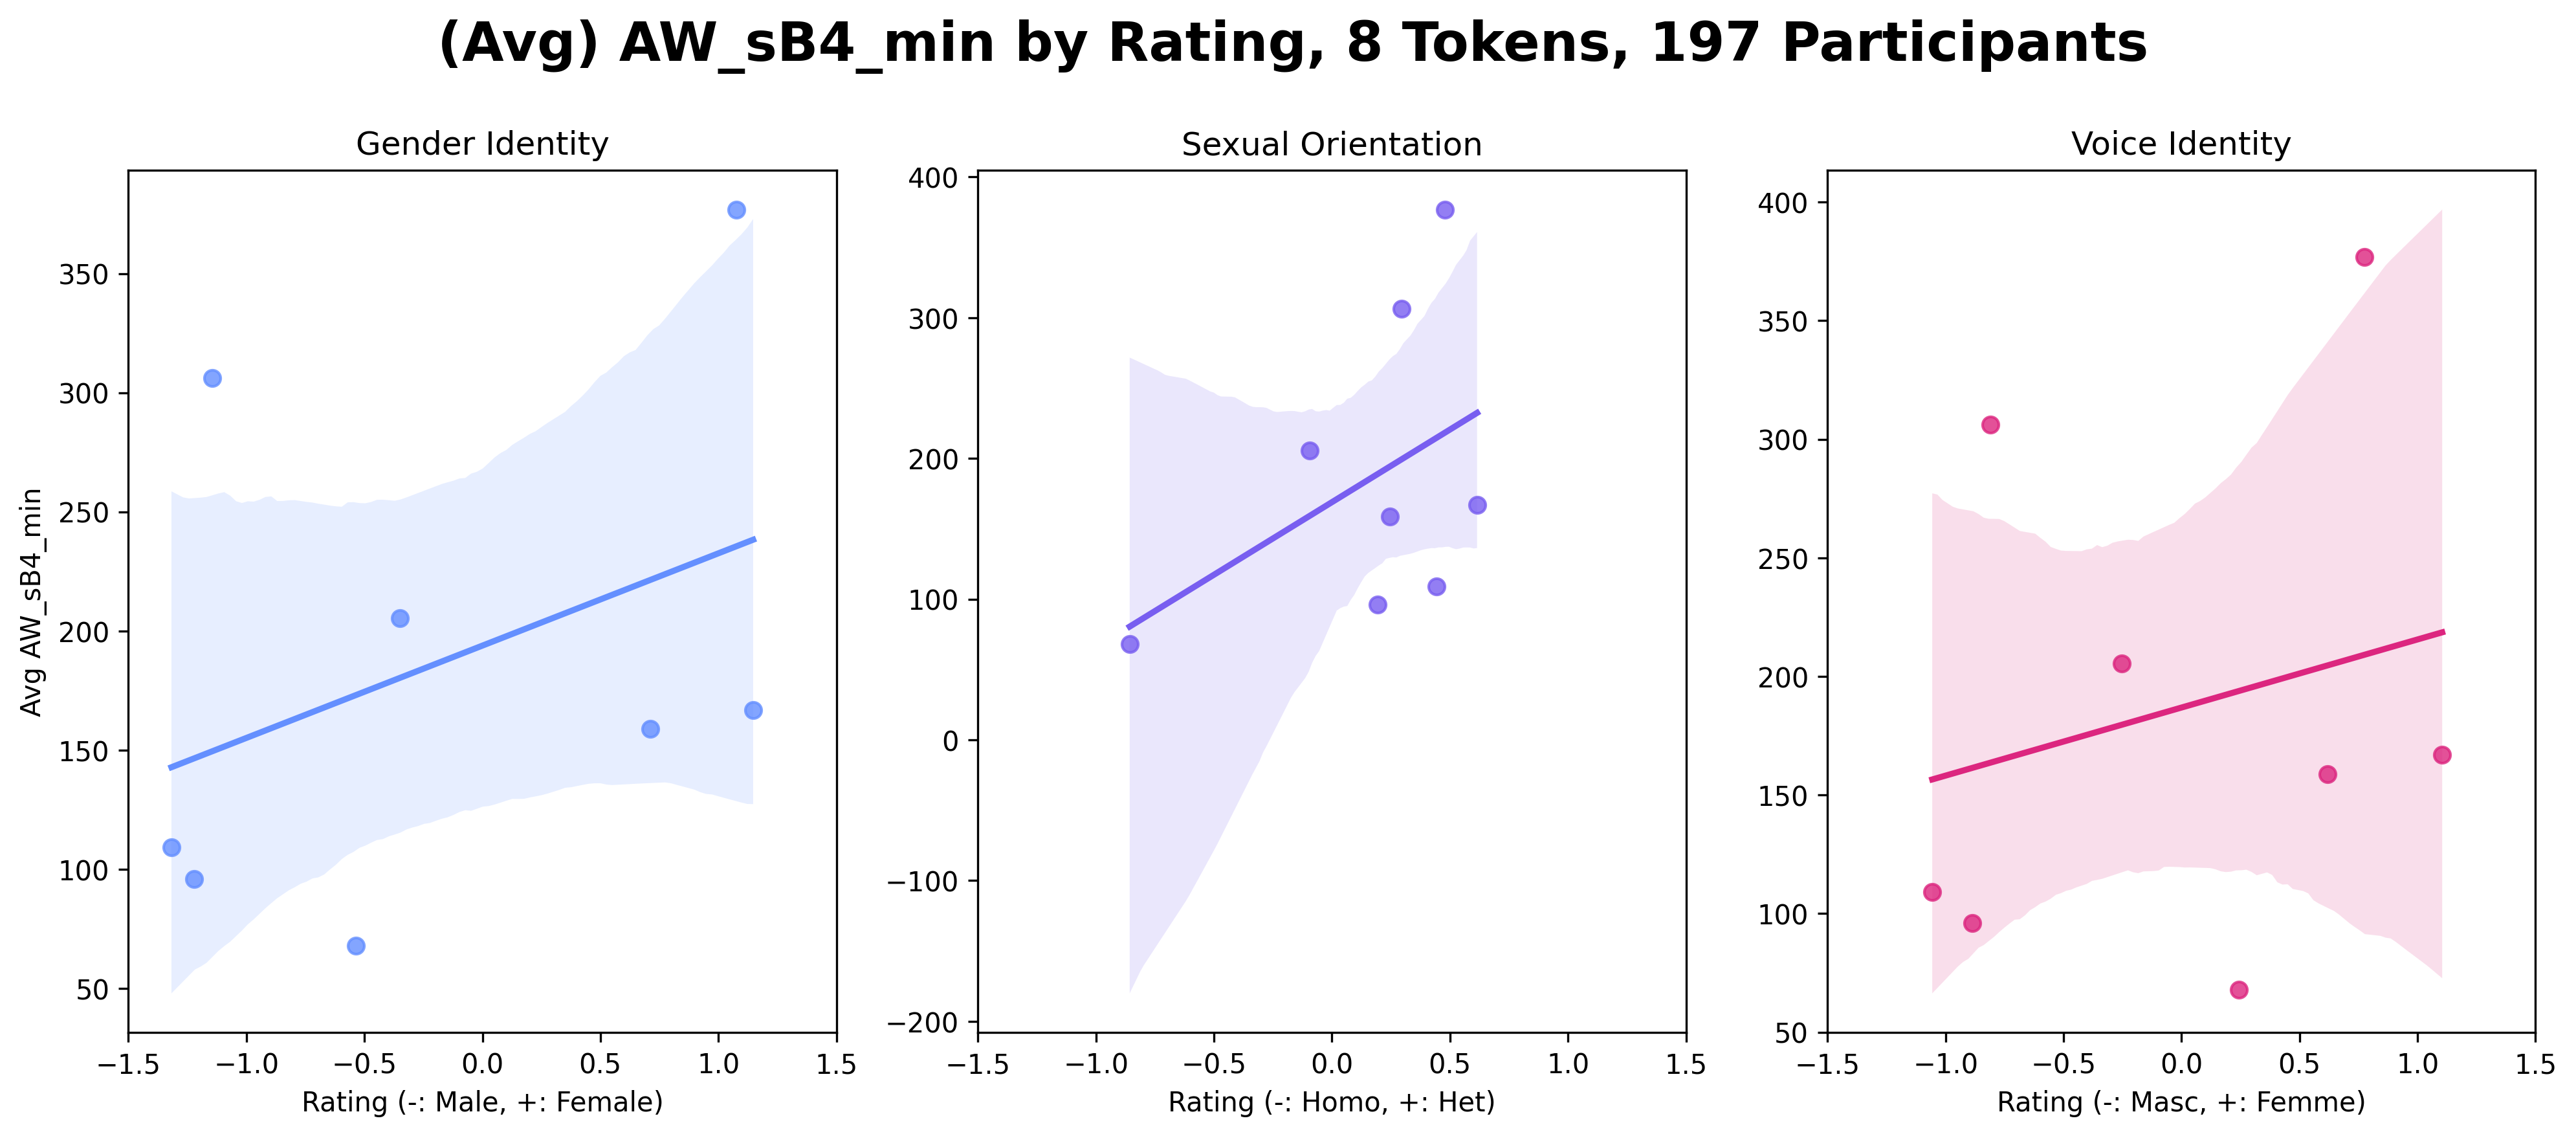 (Avg) AW_sB4_min by Rating, 8 Tokens, 197 Participants
Gender Identity
Avg AW_sB4_min
350
300
250
200
150
100
50
−1.5 −1.0 −0.5 0.0 0.5 1.0 1.5
Rating (-: Male, +: Female)
Sexual Orientation
400
300
200
100
0
−100
−200
−1.5 −1.0 −0.5 0.0 0.5 1.0 1.5
Rating (-: Homo, +: Het)
Voice Identity
400
350
300
250
200
150
100
50
−1.5 −1.0 −0.5 0.0 0.5 1.0 1.5
Rating (-: Masc, +: Femme)